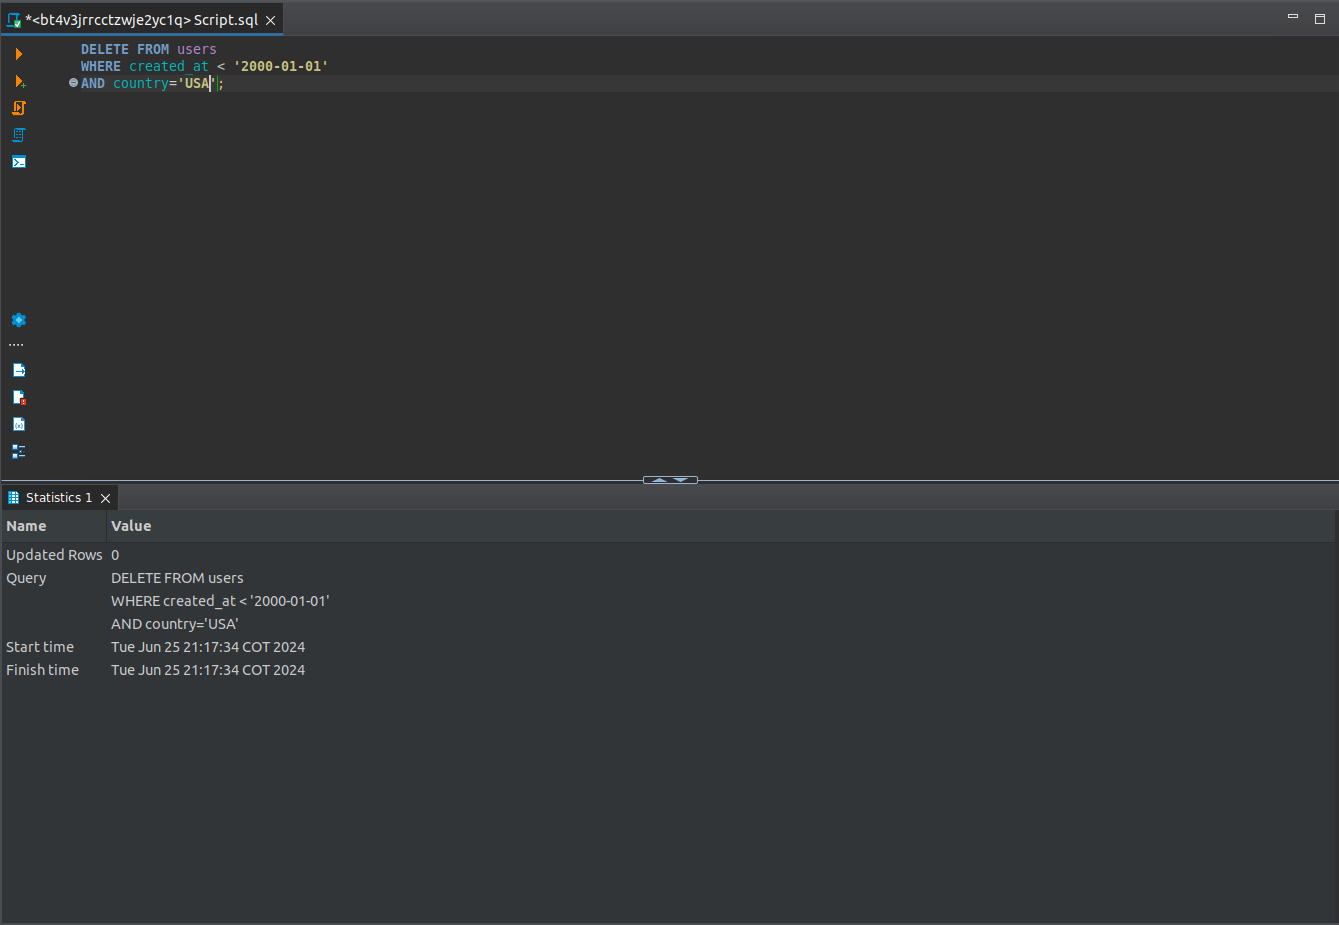 *<bt4v3jrrcctzwje2yc1q> Script.sql
DELETE FROM users
WHERE created_at < '2000-01-01'
AND country='USA';
Statistics 1
Name Value
Updated Rows 0
Query DELETE FROM users
WHERE created_at < '2000-01-01'
AND country='USA'
Start time Tue Jun 25 21:17:34 COT 2024
Finish time Tue Jun 25 21:17:34 COT 2024